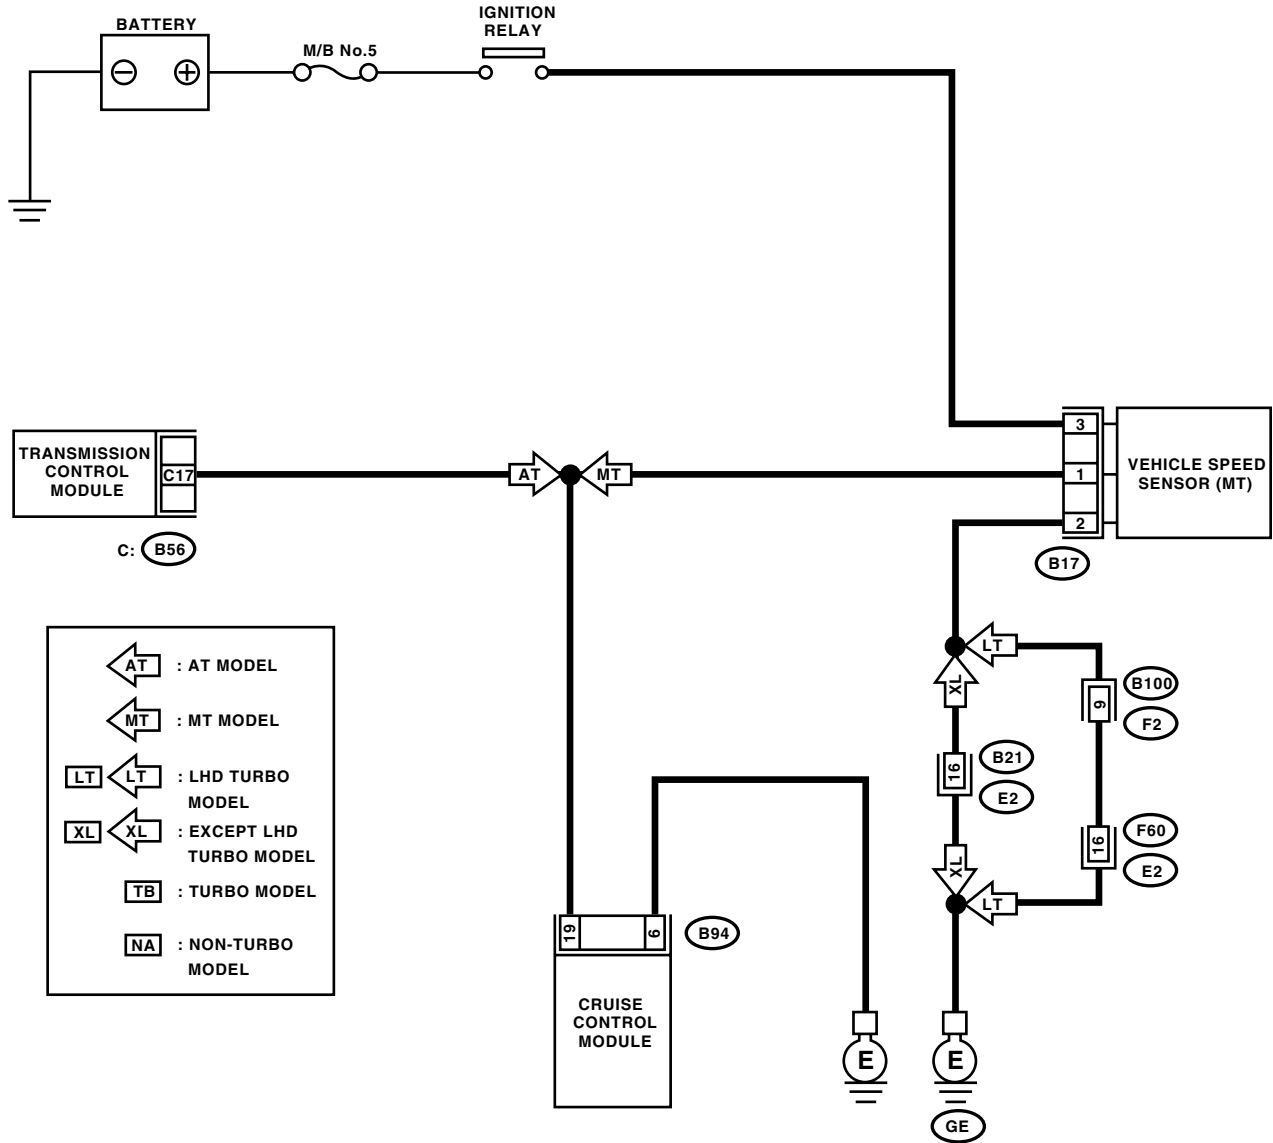 IGNITION
RELAY
BATTERY
M/B No.5
3
TRANSMISSION
CONTROL
MODULE
C17
AT
MT
1
VEHICLE SPEED
SENSOR (MT)
2
C: B56
B17
AT : AT MODEL
MT : MT MODEL
LT LT : LHD TURBO
MODEL
XL XL : EXCEPT LHD
TURBO MODEL
TB : TURBO MODEL
NA : NON-TURBO
MODEL
LT
XL
9
B100
F2
16
B21
E2
16
F60
E2
XL
LT
19
6
B94
CRUISE
CONTROL
MODULE
E
E
GE